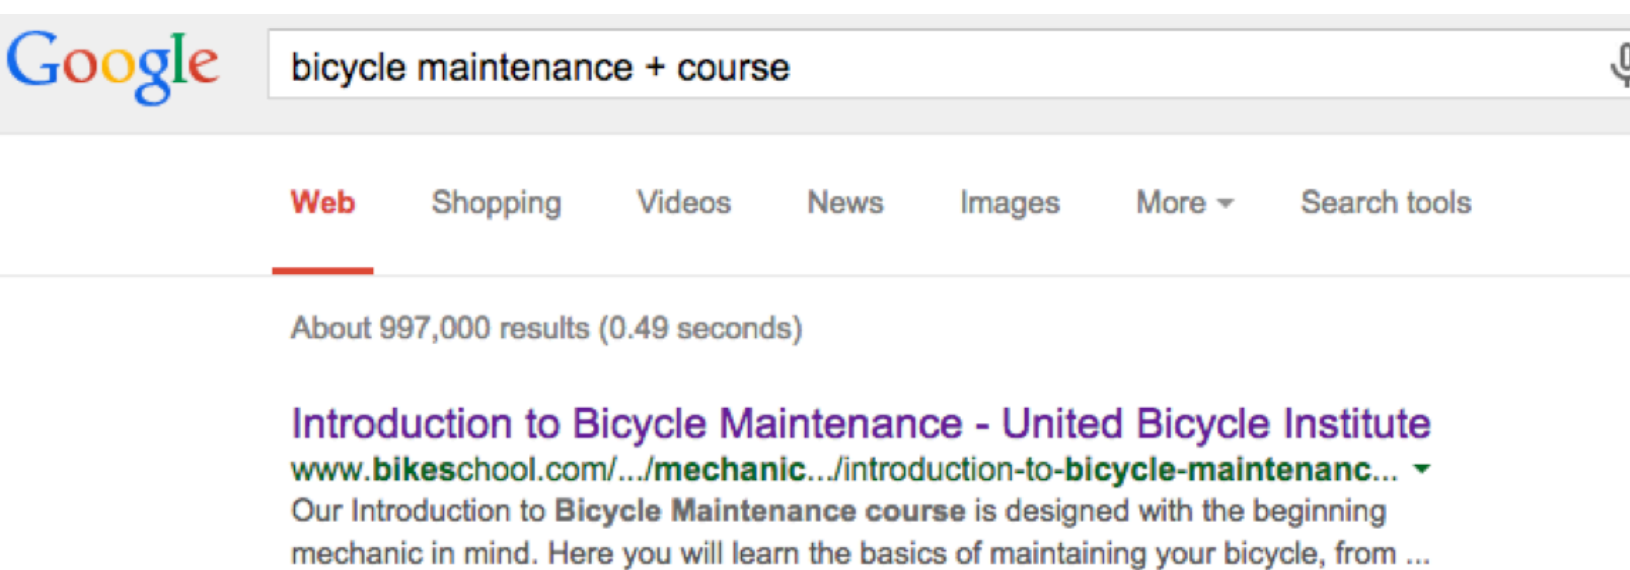 Google bicycle maintenance + course
Web Shopping Videos News Images More Search tools
About 997,000 results (0.49 seconds)
Introduction to Bicycle Maintenance - United Bicycle Institute
www.bikeschool.com/.../mechanic.../introduction-to-bicycle-maintenanc...
Our Introduction to Bicycle Maintenance course is designed with the beginning
mechanic in mind. Here you will learn the basics of maintaining your bicycle, from ...